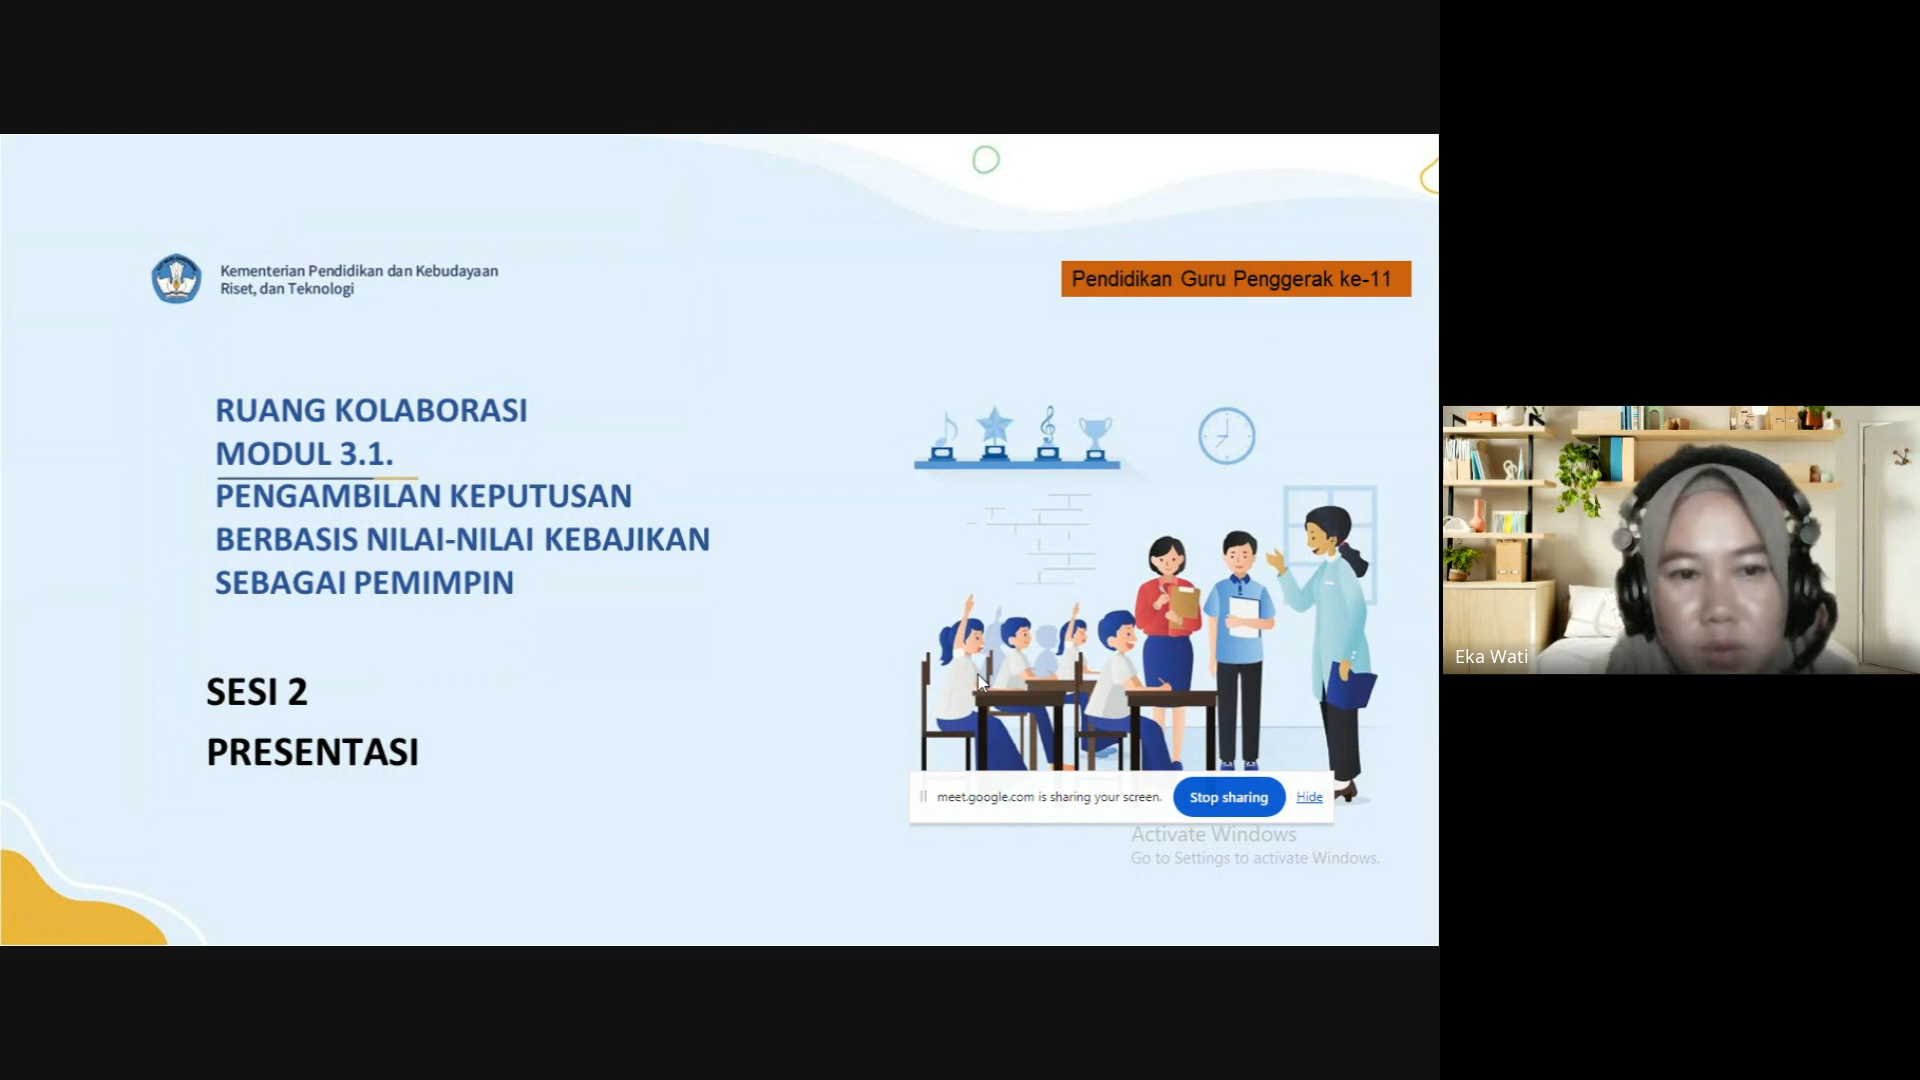 Kementerian Pendidikan dan Kebudayaan
Riset, dan Teknologi
Pendidikan Guru Penggerak ke-11
RUANG KOLABORASI
MODUL 3.1.
PENGAMBILAN KEPUTUSAN
BERBASIS NILAI-NILAI KEBAJIKAN
SEBAGAI PEMIMPIN
SESI 2
PRESENTASI
meet.google.com is sharing your screen.
Stop sharing
Hide
Activate Windows
Go to Settings to activate Windows.
Eka Wati